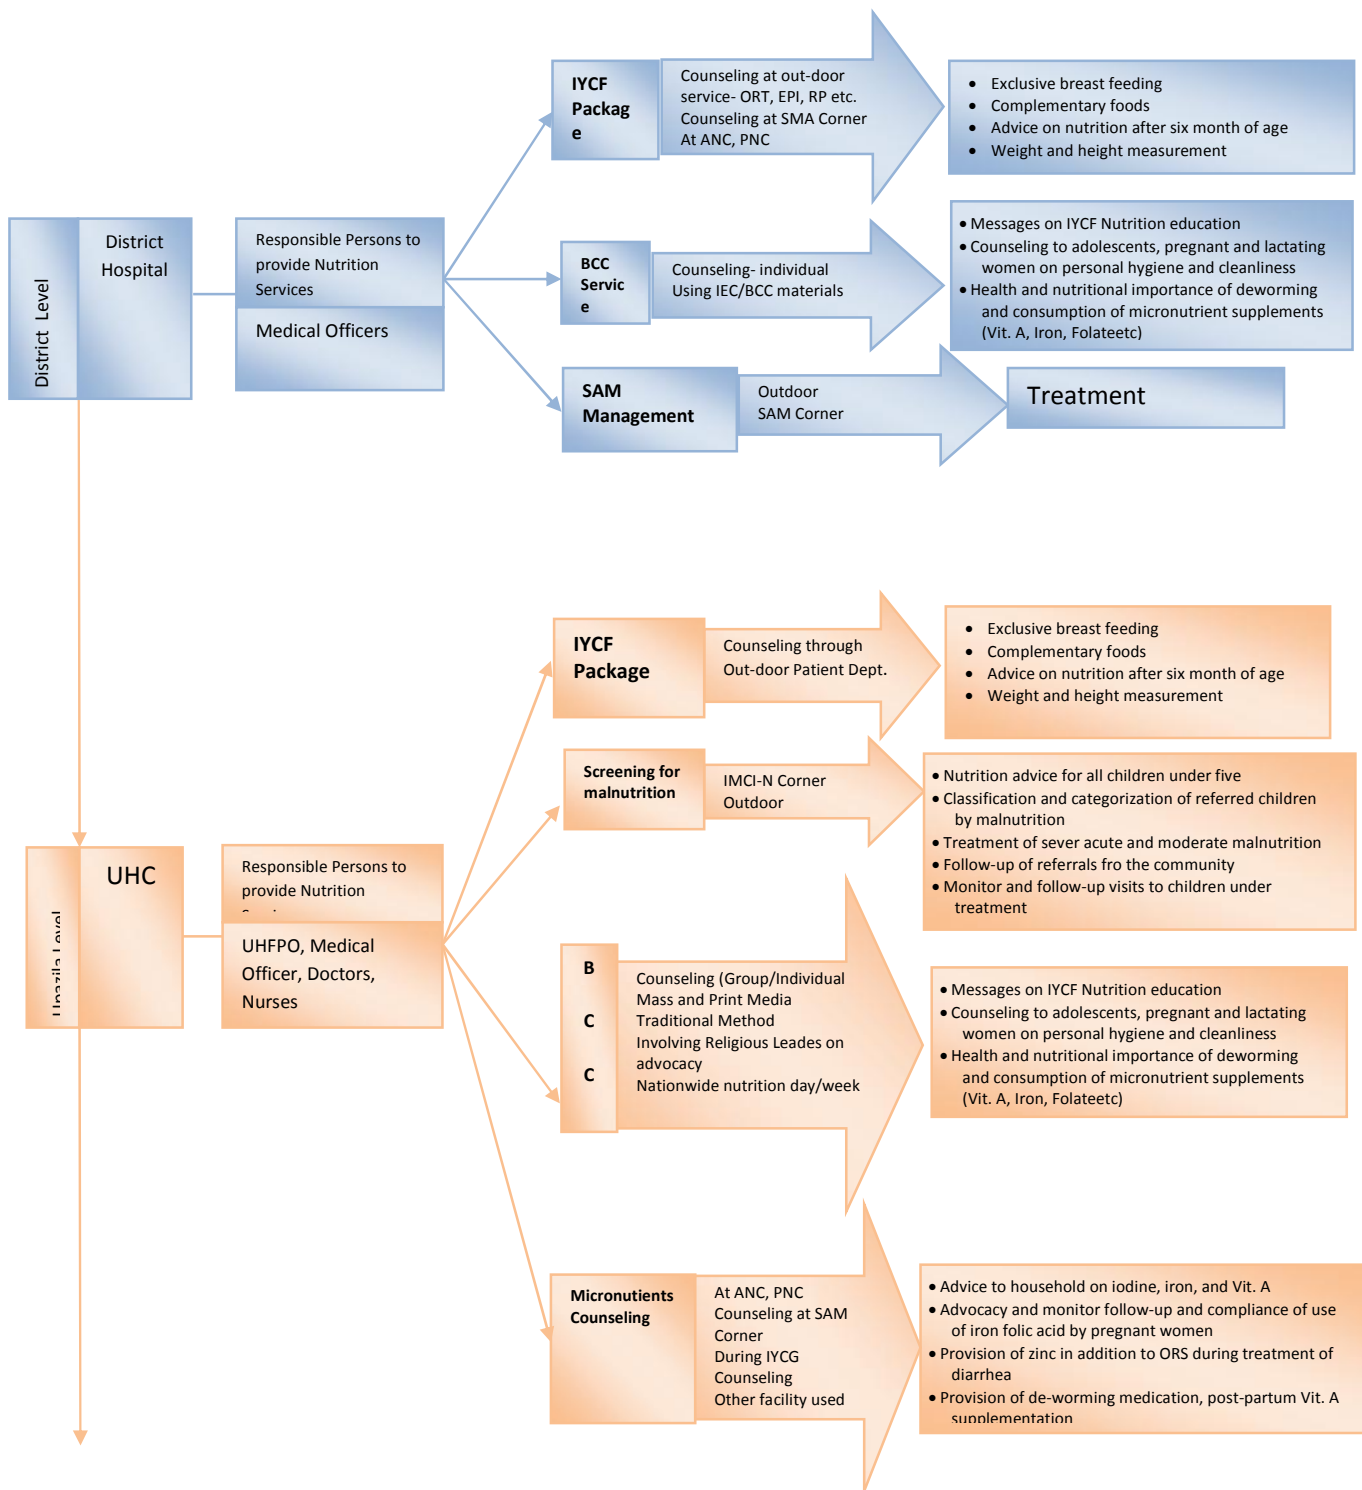 District Level
District
Hospital
Responsible Persons to
provide Nutrition
Services
Medical Officers
IYCF
Packag
e
Counseling at out-door
service- ORT, EPI, RP etc.
Counseling at SMA Corner
At ANC, PNC
• Exclusive breast feeding
• Complementary foods
• Advice on nutrition after six month of age
• Weight and height measurement
BCC
Servic
e
Counseling- individual
Using IEC/BCC materials
• Messages on IYCF Nutrition education
• Counseling to adolescents, pregnant and lactating
women on personal hygiene and cleanliness
• Health and nutritional importance of deworming
and consumption of micronutrient supplements
(Vit. A, Iron, Folateetc)
SAM
Management
Outdoor
SAM Corner
Treatment
Upazila Level
UHC
Responsible Persons to
provide Nutrition
UHFPO, Medical
Officer, Doctors,
Nurses
IYCF
Package
Counseling through
Out-door Patient Dept.
• Exclusive breast feeding
• Complementary foods
• Advice on nutrition after six month of age
• Weight and height measurement
Screening for
malnutrition
IMCI-N Corner
Outdoor
• Nutrition advice for all children under five
• Classification and categorization of referred children
by malnutrition
• Treatment of sever acute and moderate malnutrition
• Follow-up of referrals fro the community
• Monitor and follow-up visits to children under
treatment
B
C
C
Counseling (Group/Individual
Mass and Print Media
Traditional Method
Involving Religious Leades on
advocacy
Nationwide nutrition day/week
• Messages on IYCF Nutrition education
• Counseling to adolescents, pregnant and lactating
women on personal hygiene and cleanliness
• Health and nutritional importance of deworming
and consumption of micronutrient supplements
(Vit. A, Iron, Folateetc)
Micronutients
Counseling
At ANC, PNC
Counseling at SAM
Corner
During IYCG
Counseling
Other facility used
• Advice to household on iodine, iron, and Vit. A
• Advocacy and monitor follow-up and compliance of use
of iron folic acid by pregnant women
• Provision of zinc in addition to ORS during treatment of
diarrhea
• Provision of de-worming medication, post-partum Vit. A
supplementation